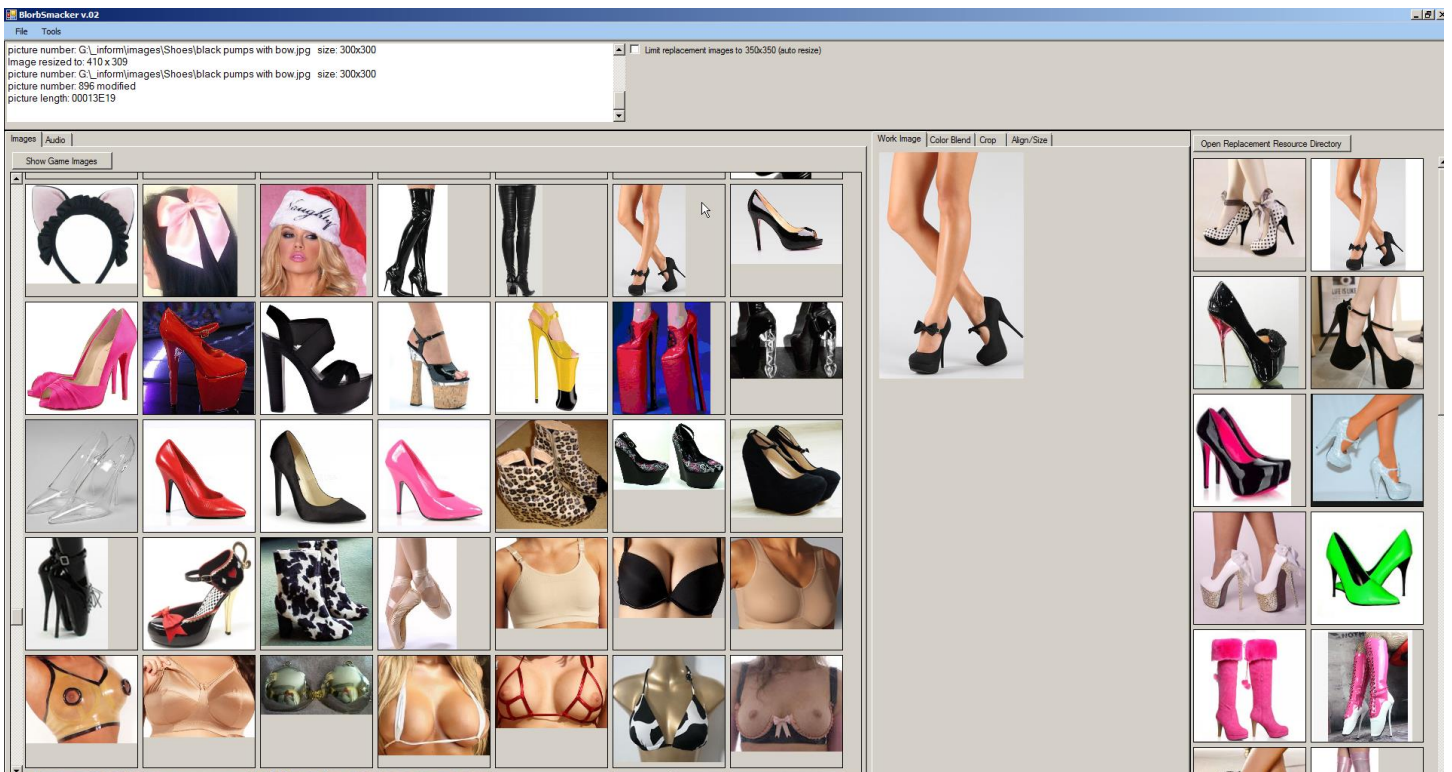 BlorbSmacker v.02
File Tools
picture number: G:\_inform\images\Shoes\black pumps with bow.jpg size: 300x300
Image resized to: 410 x 309
picture number: G:\_inform\images\Shoes\black pumps with bow.jpg size: 300x300
picture number: 896 modified
picture length: 00013E19
Limit replacement images to 350x350 (auto resize)
Images Audio
Show Game Images
Work Image Color Blend Crop Align/Size
Open Replacement Resource Directory
Naughty